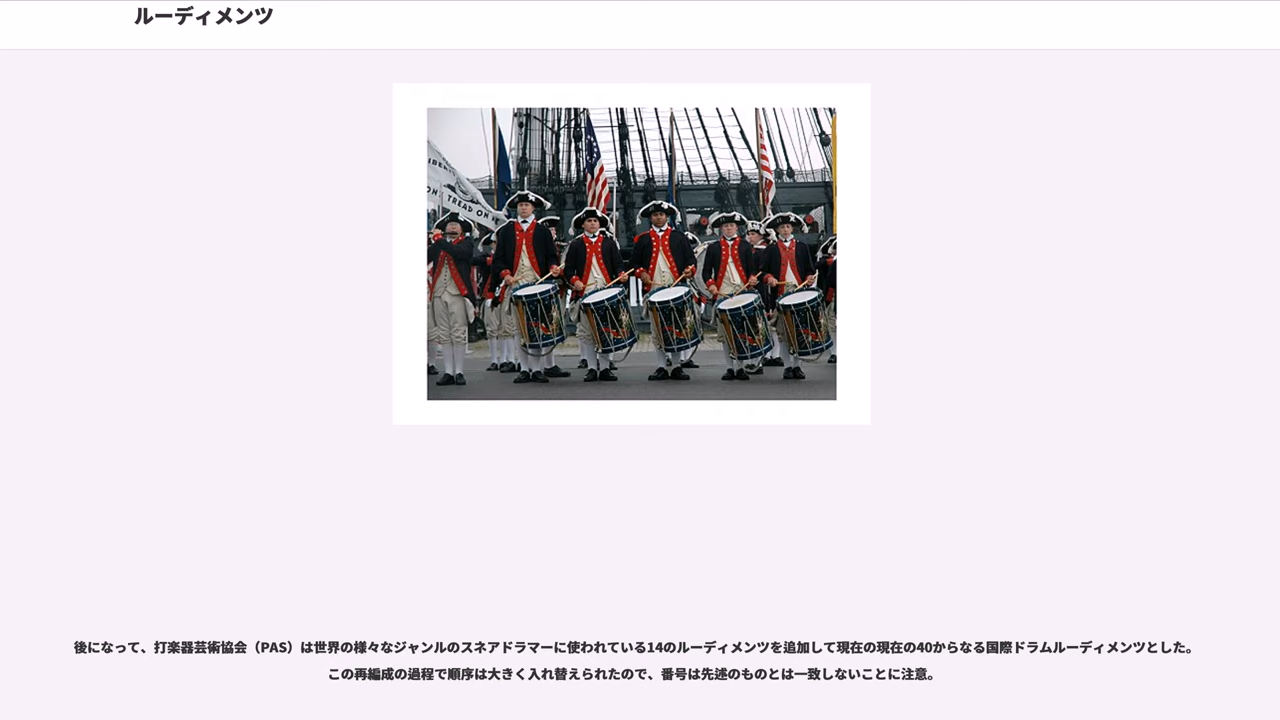 ルーディメンツ
TREAD ON
後になって、打楽器芸術協会（PAS）は世界の様々なジャンルのスネアドラマーに使われている14のルーディメンツを追加して現在の現在の40からなる国際ドラムルーディメンツとした。
この再編成の過程で順序は大きく入れ替えられたので、番号は先述のものとは一致しないことに注意。